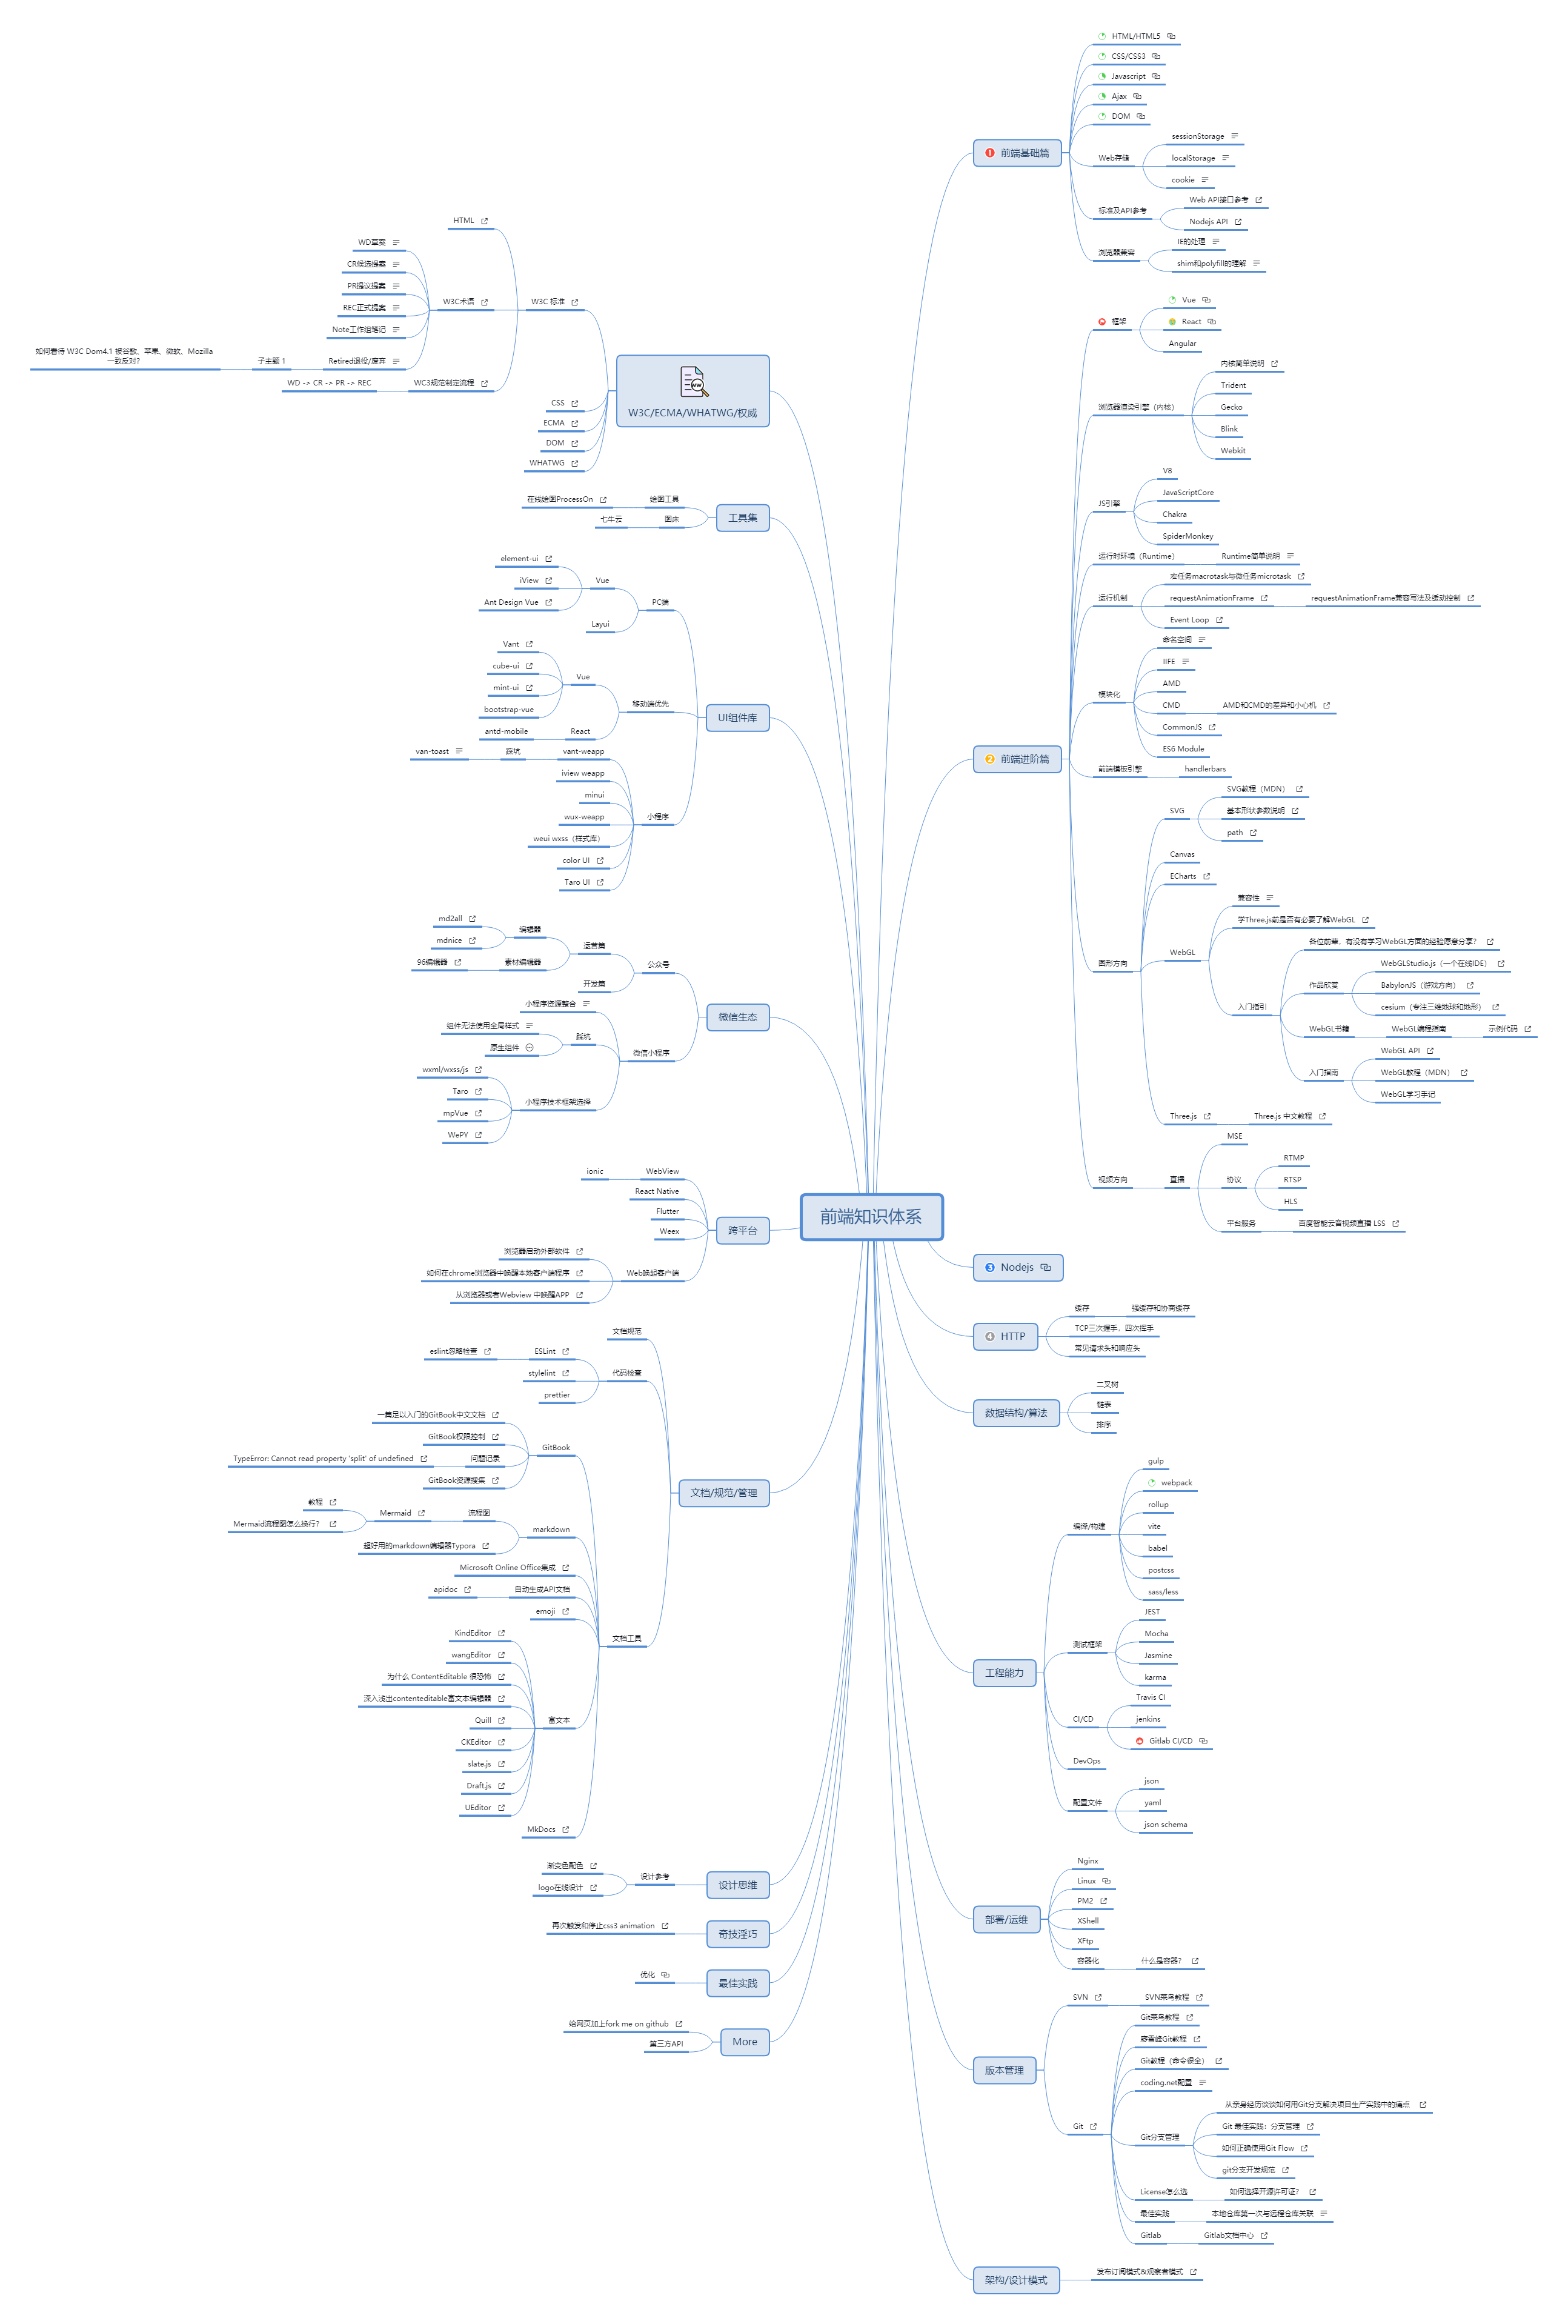 前端知识体系
前端基础篇
HTML/HTML5
CSS/CSS3
Javascript
Ajax
DOM
Web存储
sessionStorage
localStorage
cookie
标准及API参考
Web API接口参考
Nodejs API
浏览器兼容
IE的处理
shim和polyfill的理解
前端进阶篇
框架
Vue
React
Angular
浏览器渲染引擎（内核）
内核简单说明
Trident
Gecko
Blink
Webkit
JS引擎
V8
JavaScriptCore
Chakra
SpiderMonkey
运行时环境（Runtime）
Runtime简单说明
运行机制
宏任务macrotask与微任务microtask
requestAnimationFrame
requestAnimationFrame兼容写法及缓动控制
Event Loop
模块化
命名空间
IIFE
AMD
CMD
AMD和CMD的差异和小心机
CommonJS
ES6 Module
前端模板引擎
handlerbars
图形方向
SVG
SVG教程（MDN）
基本形状参数说明
path
Canvas
ECharts
WebGL
兼容性
学Three.js前是否有必要了解WebGL
入门指引
各位前辈，有没有学习WebGL方面的经验愿意分享？
作品欣赏
WebGLStudio.js（一个在线IDE）
BabylonJS（游戏方向）
cesium（专注三维地球和地形）
WebGL书籍
WebGL编程指南
示例代码
入门指南
WebGL API
WebGL教程（MDN）
WebGL学习手记
Three.js
Three.js 中文教程
视频方向
直播
MSE
协议
RTMP
RTSP
HLS
平台服务
百度智能云音视频直播 LSS
Nodejs
HTTP
缓存
强缓存和协商缓存
TCP三次握手，四次挥手
常见请求头和响应头
数据结构/算法
二叉树
链表
排序
工程能力
编译/构建
gulp
webpack
rollup
vite
babel
postcss
sass/less
测试框架
JEST
Mocha
Jasmine
karma
CI/CD
Travis CI
jenkins
Gitlab CI/CD
DevOps
配置文件
json
yaml
json schema
部署/运维
Nginx
Linux
PM2
XShell
XFtp
容器化
什么是容器？
版本管理
SVN
SVN菜鸟教程
Git
Git菜鸟教程
廖雪峰Git教程
Git教程（命令很全）
coding.net配置
Git分支管理
从亲身经历谈谈如何用Git分支解决项目生产实践中的痛点
Git 最佳实践：分支管理
如何正确使用Git Flow
git分支开发规范
License怎么选
如何选择开源许可证？
最佳实践
本地仓库第一次与远程仓库关联
Gitlab
Gitlab文档中心
架构/设计模式
发布订阅模式&观察者模式
W3C/ECMA/WHATWG/权威
W3C 标准
HTML
W3C术语
WD草案
CR候选提案
PR提议提案
REC正式提案
Note工作组笔记
Retired退役/废弃
子主题 1
如何看待 W3C Dom4.1 被谷歌、苹果、微软、Mozilla
一致反对？
WC3规范制定流程
WD -> CR -> PR -> REC
CSS
ECMA
DOM
WHATWG
工具集
绘图工具
在线绘图ProcessOn
图床
七牛云
UI组件库
PC端
Vue
element-ui
iView
Ant Design Vue
Layui
移动端优先
Vue
Vant
cube-ui
mint-ui
bootstrap-vue
React
antd-mobile
小程序
vant-weapp
踩坑
van-toast
iview weapp
minui
wux-weapp
weui wxss（样式库）
color UI
Taro UI
微信生态
公众号
运营篇
编辑器
md2all
mdnice
素材编辑器
96编辑器
开发篇
微信小程序
小程序资源整合
踩坑
组件无法使用全局样式
原生组件
小程序技术框架选择
wxml/wxss/js
Taro
mpVue
WePY
跨平台
WebView
ionic
React Native
Flutter
Weex
Web唤起客户端
浏览器启动外部软件
如何在chrome浏览器中唤醒本地客户端程序
从浏览器或者Webview 中唤醒APP
文档/规范/管理
文档规范
代码检查
ESLint
eslint忽略检查
stylelint
prettier
文档工具
GitBook
一篇足以入门的GitBook中文文档
GitBook权限控制
问题记录
TypeError: Cannot read property 'split' of undefined
GitBook资源搜集
markdown
流程图
Mermaid
教程
Mermaid流程图怎么换行？
超好用的markdown编辑器Typora
Microsoft Online Office集成
自动生成API文档
apidoc
emoji
富文本
KindEditor
wangEditor
为什么 ContentEditable 很恐怖
深入浅出contenteditable富文本编辑器
Quill
CKEditor
slate.js
Draft.js
UEditor
MkDocs
设计思维
设计参考
渐变色配色
logo在线设计
奇技淫巧
再次触发和停止css3 animation
最佳实践
优化
More
给网页加上fork me on github
第三方API